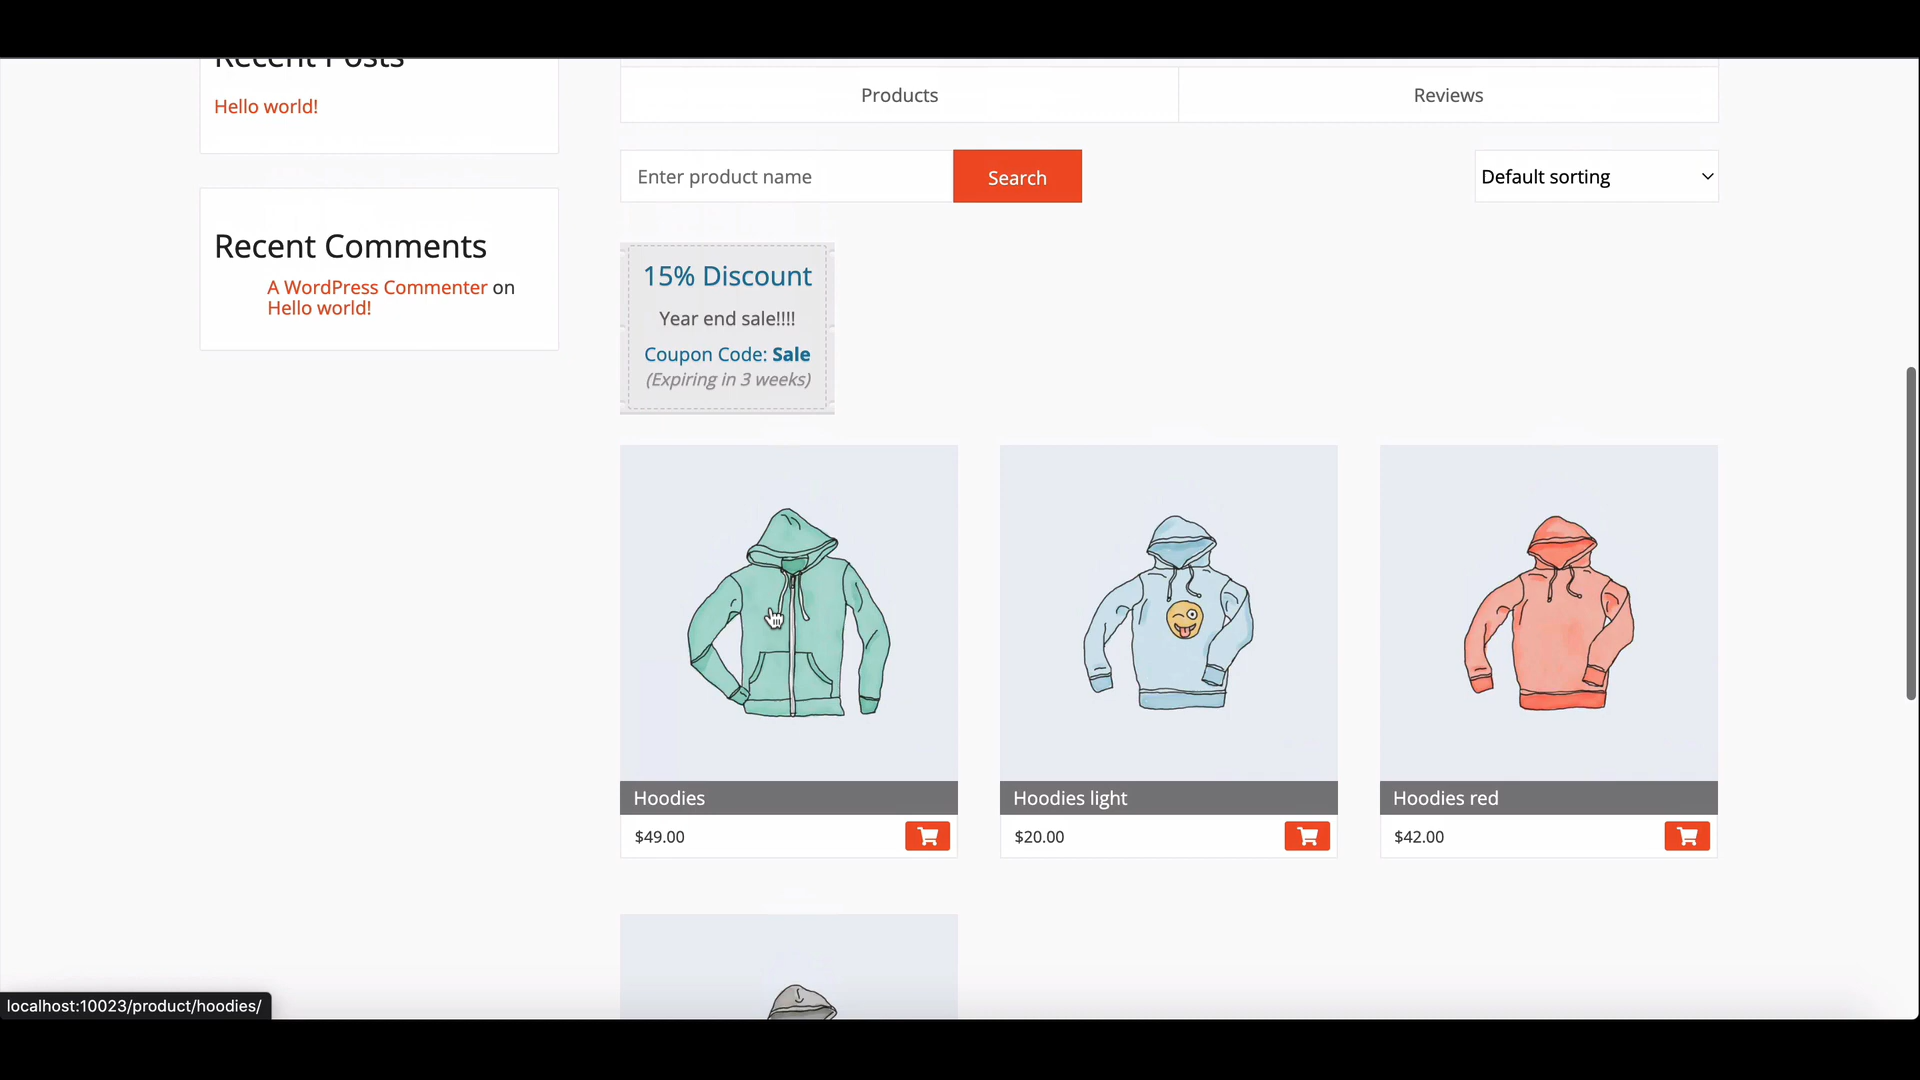 Recent Posts
Hello world!
Recent Comments
A WordPress Commenter on
Hello world!
Products
Reviews
Enter product name
Search
Default sorting
15% Discount
Year end sale!!!!
Coupon Code: Sale
(Expiring in 3 weeks)
Hoodies
$49.00
Hoodies light
$20.00
Hoodies red
$42.00
localhost:10023/product/hoodies/